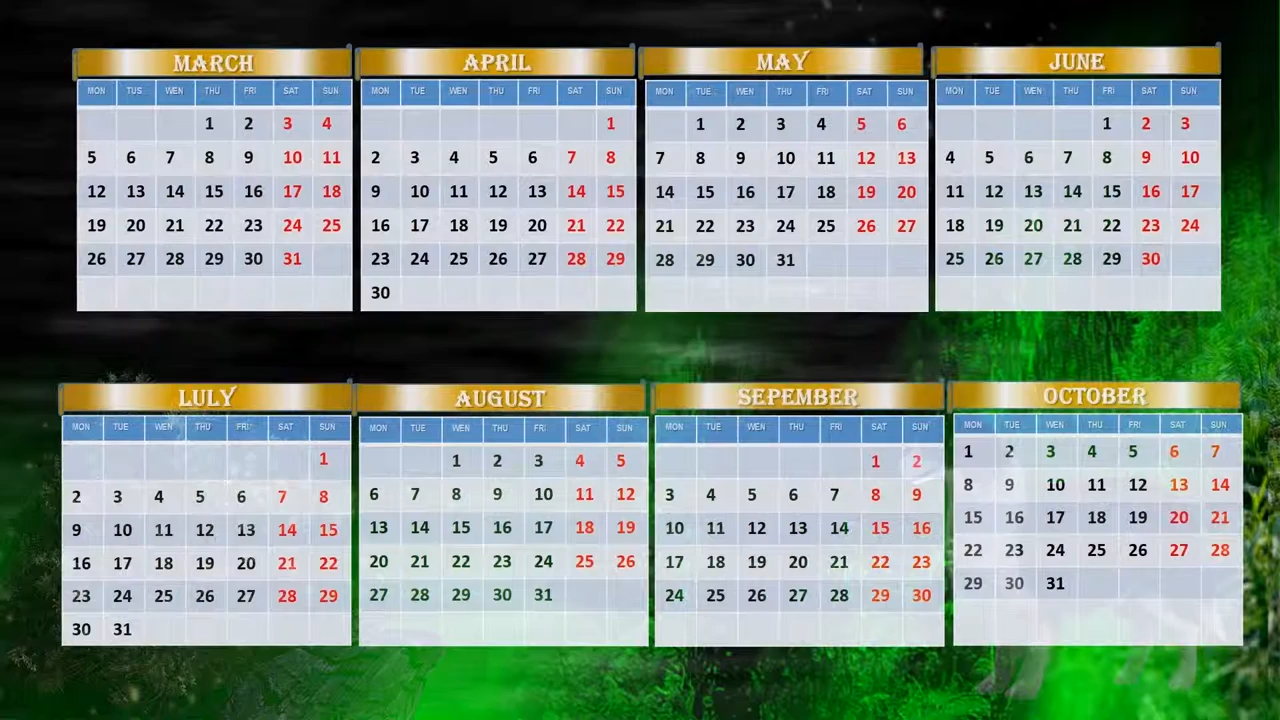 MARCH
MON TUS WEN THU FRI SAT SUN
1 2 3 4
5 6 7 8 9 10 11
12 13 14 15 16 17 18
19 20 21 22 23 24 25
26 27 28 29 30 31
APRIL
MON TUE WEN THU FRI SAT SUN
1
2 3 4 5 6 7 8
9 10 11 12 13 14 15
16 17 18 19 20 21 22
23 24 25 26 27 28 29
30
MAY
MON TUE WEN THU FRI SAT SUN
1 2 3 4 5 6
7 8 9 10 11 12 13
14 15 16 17 18 19 20
21 22 23 24 25 26 27
28 29 30 31
JUNE
MON TUE WEN THU FRI SAT SUN
1 2 3
4 5 6 7 8 9 10
11 12 13 14 15 16 17
18 19 20 21 22 23 24
25 26 27 28 29 30
LULY
MON TUE WEN THU FRI SAT SUN
1
2 3 4 5 6 7 8
9 10 11 12 13 14 15
16 17 18 19 20 21 22
23 24 25 26 27 28 29
30 31
AUGUST
MON TUE WEN THU FRI SAT SUN
1 2 3 4 5
6 7 8 9 10 11 12
13 14 15 16 17 18 19
20 21 22 23 24 25 26
27 28 29 30 31
SEPEMBER
MON TUE WEN THU FRI SAT SUN
1 2
3 4 5 6 7 8 9
10 11 12 13 14 15 16
17 18 19 20 21 22 23
24 25 26 27 28 29 30
OCTOBER
MON TUE WEN THU FRI SAT SUN
1 2 3 4 5 6 7
8 9 10 11 12 13 14
15 16 17 18 19 20 21
22 23 24 25 26 27 28
29 30 31